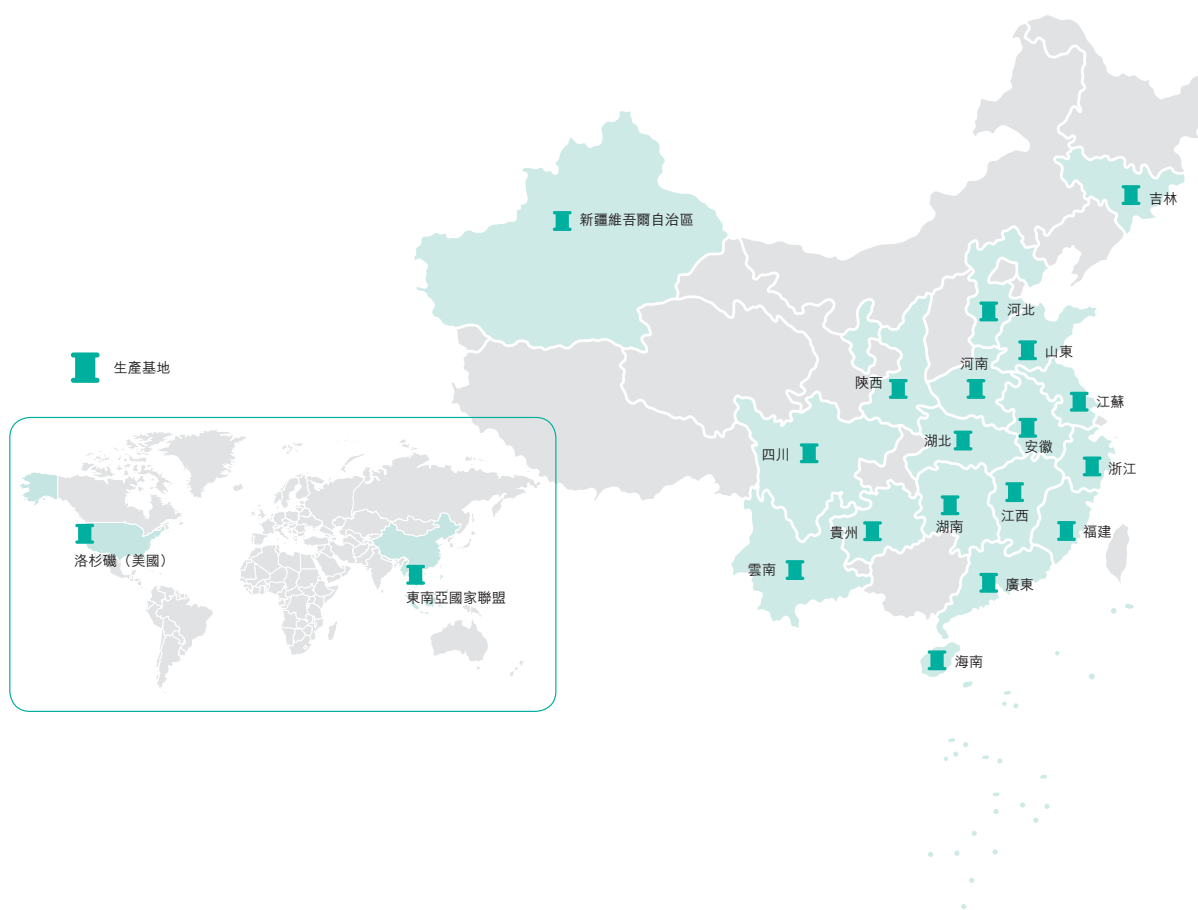 吉林
新疆維吾爾自治區
河北
山東
河南
生產基地
陝西
江蘇
湖北
安徽
四川
浙江
江西
湖南
貴州
福建
洛杉磯（美國）
雲南
廣東
東南亞國家聯盟
海南